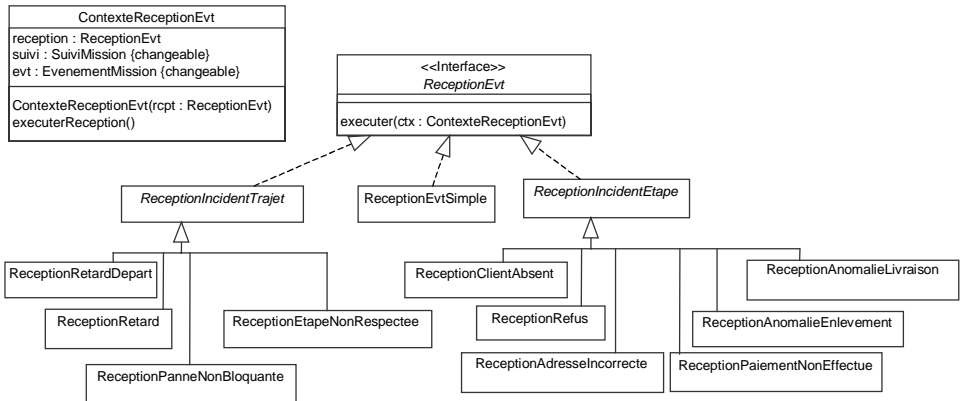 ContexteReceptionEvt
reception : ReceptionEvt
suivi : SuiviMission {changeable}
evt : EvenementMission {changeable}
ContexteReceptionEvt(rcpt : ReceptionEvt)
executerReception()
<<Interface>>
ReceptionEvt
executer(ctx : ContexteReceptionEvt)
ReceptionIncidentTrajet
ReceptionEvtSimple
ReceptionIncidentEtape
ReceptionRetardDepart
ReceptionRetard
ReceptionPanneNonBloquante
ReceptionEtapeNonRespectee
ReceptionClientAbsent
ReceptionRefus
ReceptionAdresseIncorrecte
ReceptionAnomalieLivraison
ReceptionAnomalieEnlevement
ReceptionPaiementNonEffectue